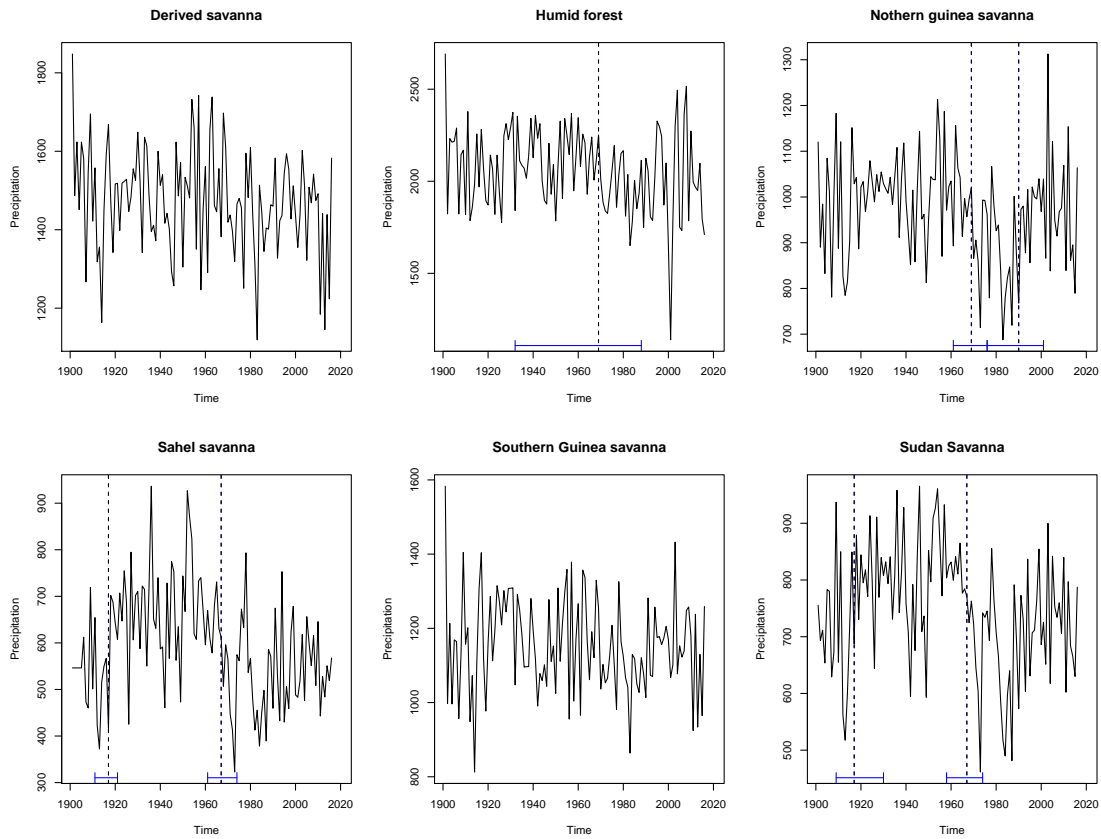 Derived savanna
Precipitation
1200 1400 1600 1800
1900 1920 1940 1960 1980 2000 2020
Time
Humid forest
Precipitation
1500 2000 2500
1900 1920 1940 1960 1980 2000 2020
Time
Nothern guinea savanna
Precipitation
700 800 900 1000 1100 1200 1300
1900 1920 1940 1960 1980 2000 2020
Time
Sahel savanna
Precipitation
300 400 500 600 700 800 900
1900 1920 1940 1960 1980 2000 2020
Time
Southern Guinea savanna
Precipitation
800 1000 1200 1400 1600
1900 1920 1940 1960 1980 2000 2020
Time
Sudan Savanna
Precipitation
500 600 700 800 900
1900 1920 1940 1960 1980 2000 2020
Time